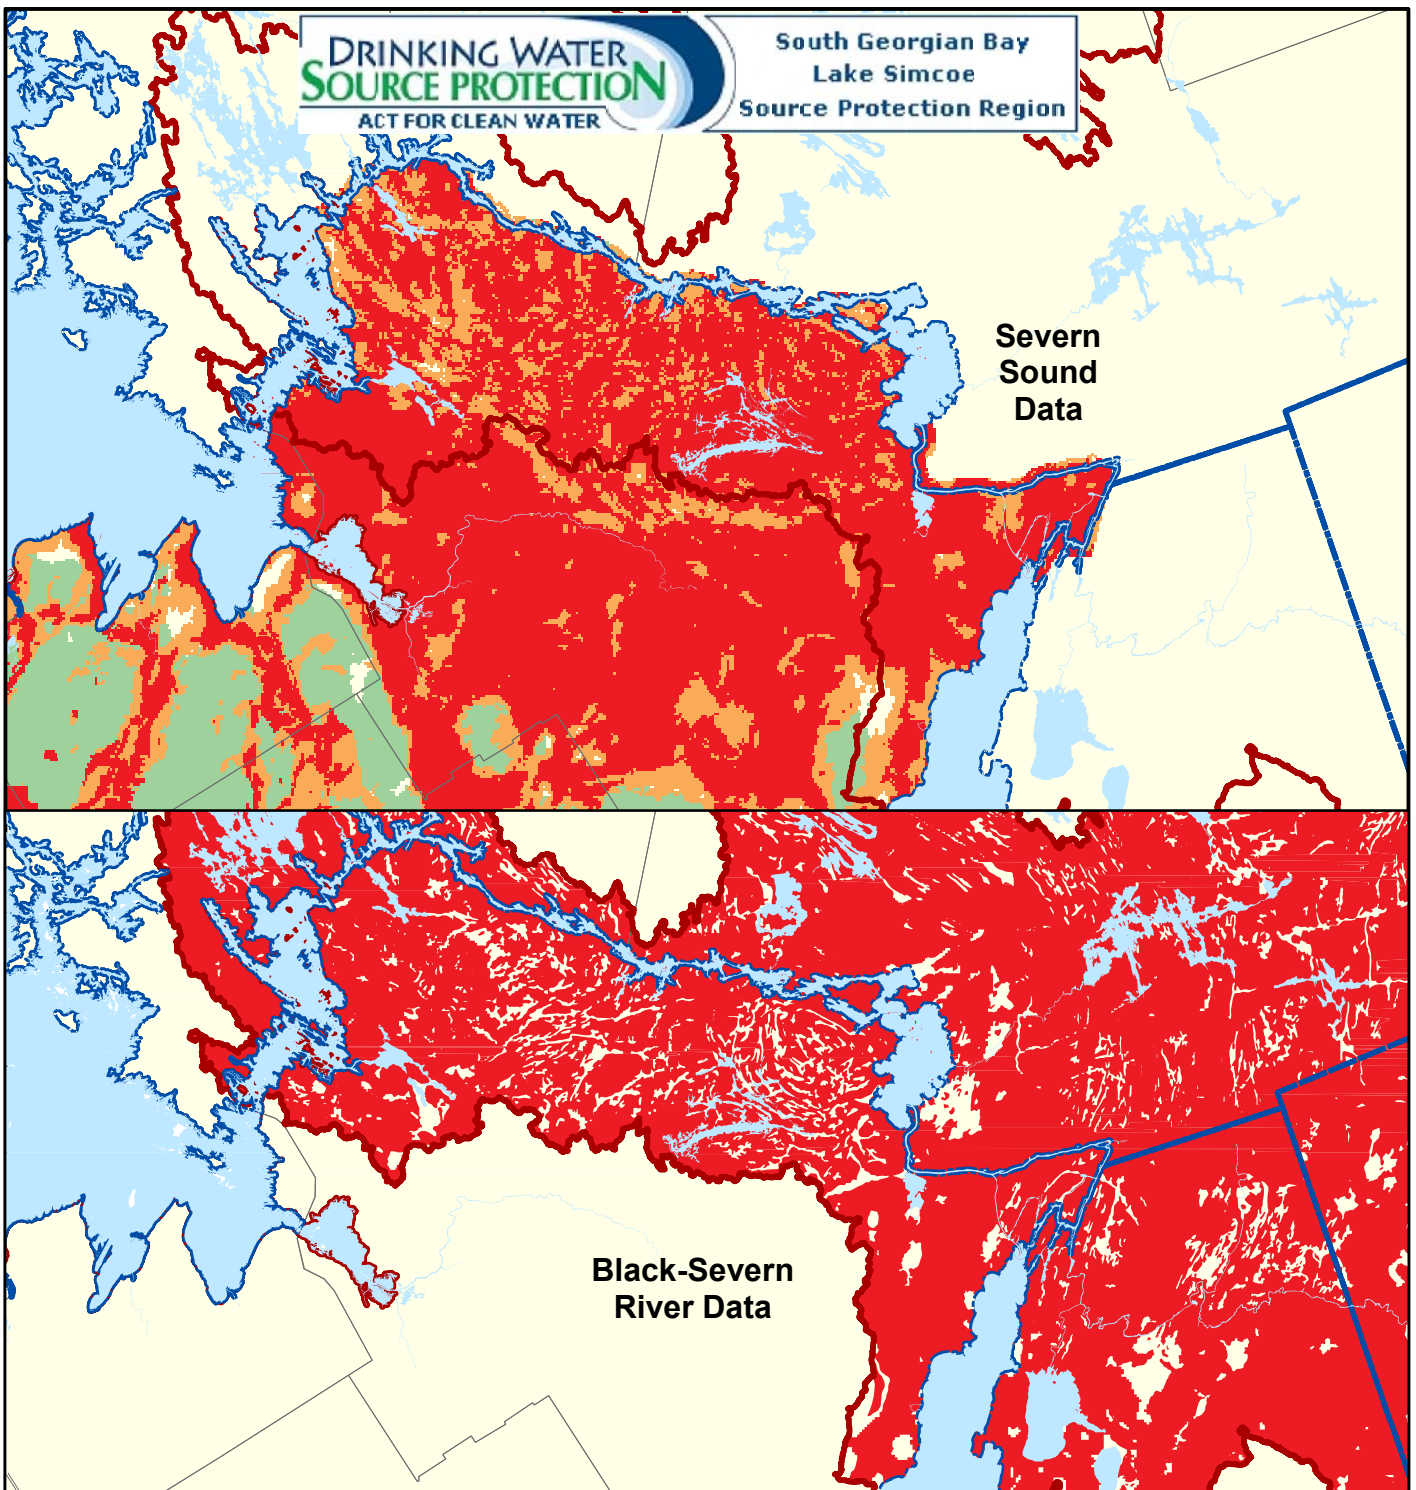 DRINKING WATER
SOURCE PROTECTION
ACT FOR CLEAN WATER
South Georgian Bay
Lake Simcoe
Source Protection Region
Severn
Sound
Data
Black-Severn
River Data